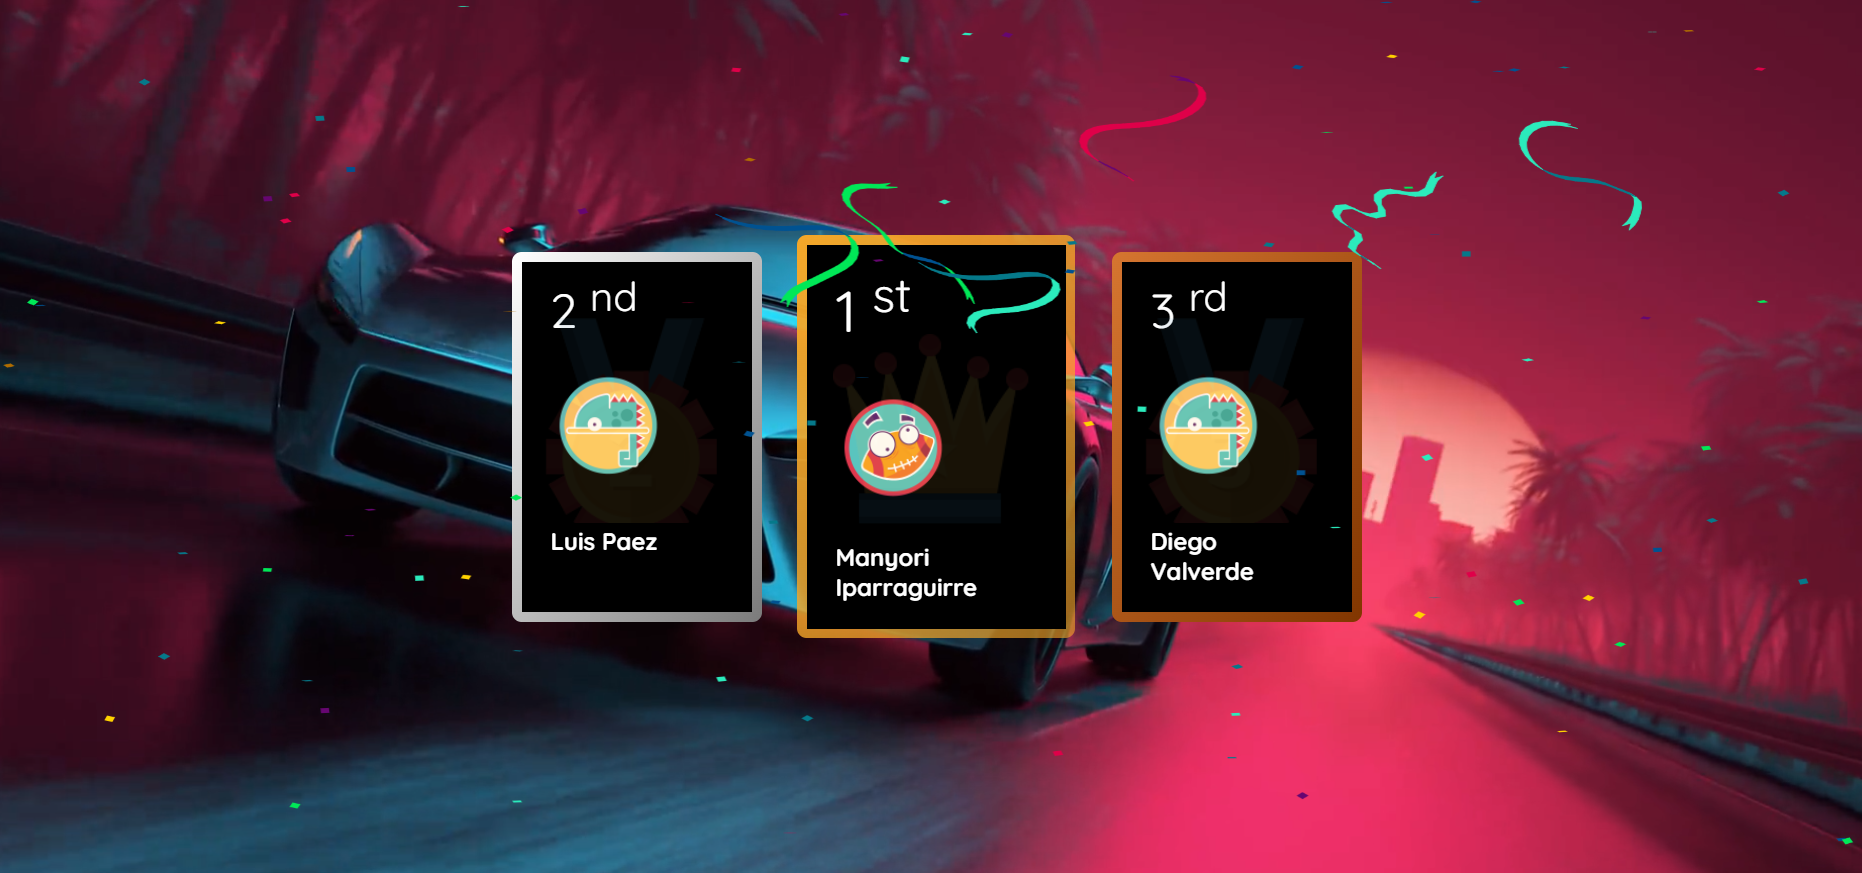 2 nd
Luis Paez
1 st
Manyori
Iparraguirre
3 rd
Diego
Valverde